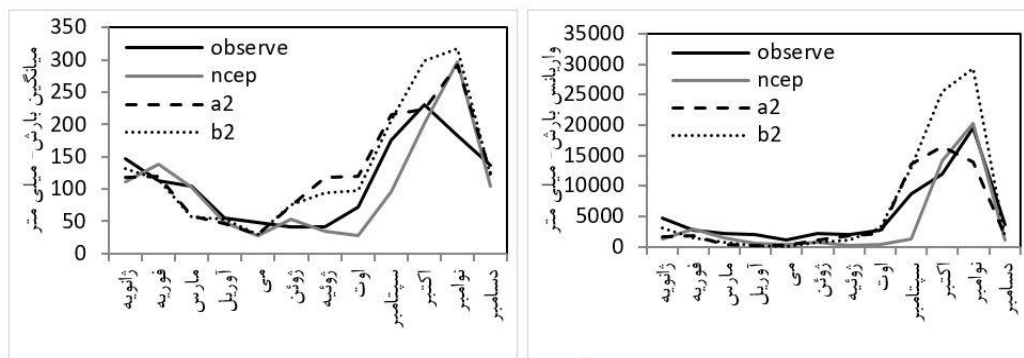 میانگین بارش- میلی متر
350
300
250
200
150
100
50
0
observe
ncep
a2
b2
ژانویه
فوریه
مارس
آوریل
می
ژوئن
ژوئیه
اوت
سپتامبر
اکتبر
نوامبر
دسامبر
واریانس بارش- میلی متر
35000
30000
25000
20000
15000
10000
5000
0
observe
ncep
a2
b2
ژانویه
فوریه
مارس
آوریل
می
ژوئن
ژوئیه
اوت
سپتامبر
اکتبر
نوامبر
دسامبر